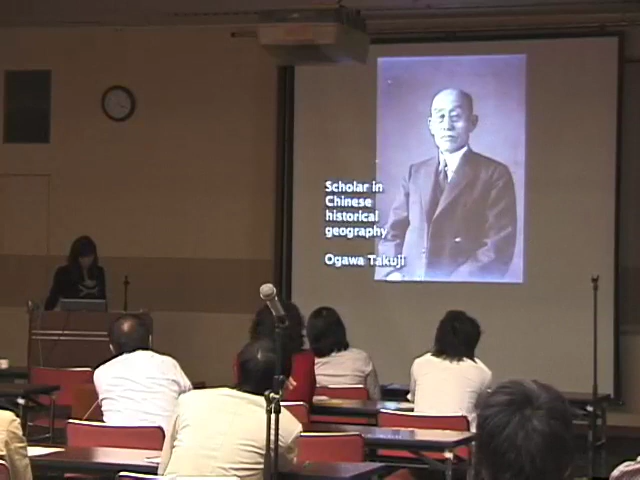 Scholar in
Chinese
historical
geography
Ogawa Takuji